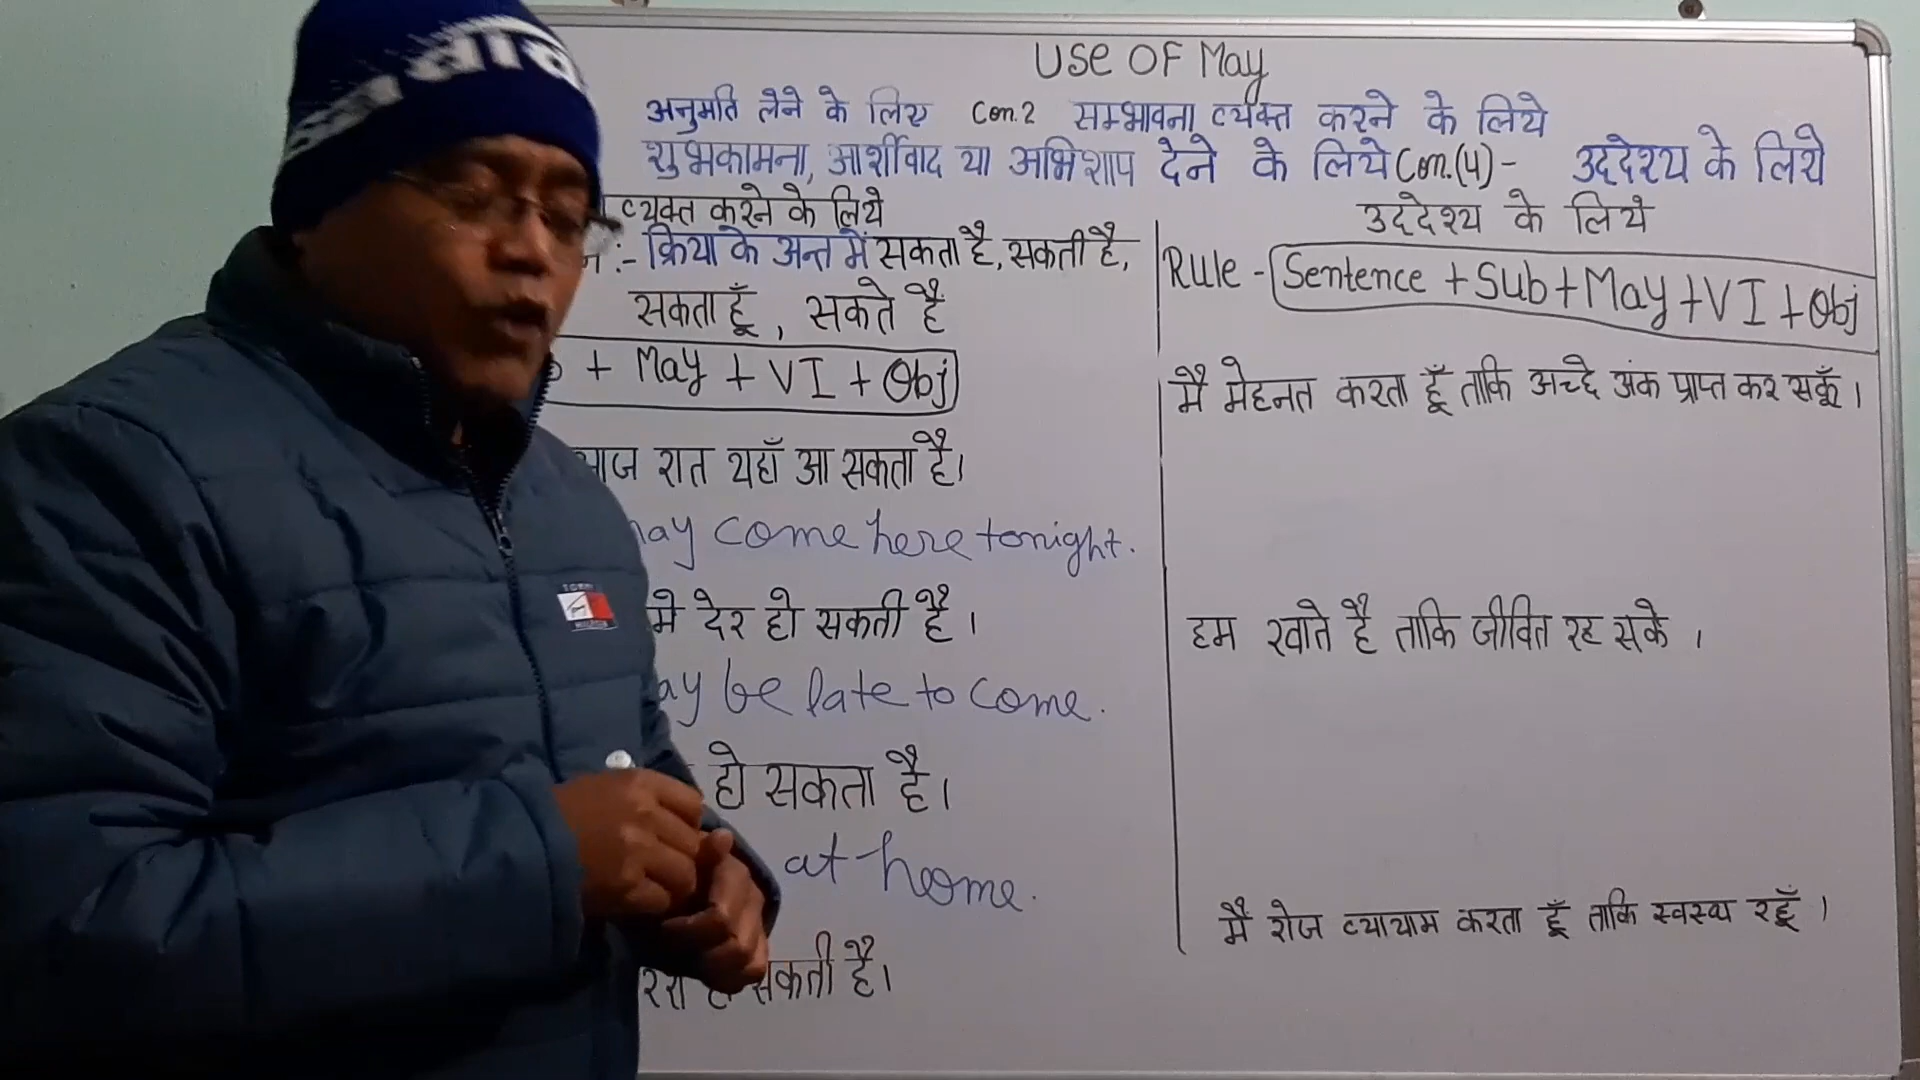 Use Of May
अनुमति लेने के लिए Con.2 सम्भावना व्यक्त करने के लिये
शुभकामना, आर्शीवाद या अभिशाप देने के लिये Con.(4)- उददेश्य के लिये
व्यक्त करने के लिये
:- क्रिया के अन्त में सकता है, सकती है,
सकता हूँ, सकते है
+ May + VI + Obj
आज रात यहाँ आ सकता है।
may come here tonight.
मे देर हो सकती है।
ay be late to come.
हो सकता है।
at home.
सकती है।
उददेश्य के लिये
Rule - Sentence + Sub + May + VI + Obj
मै मेहनत करता हूँ ताकि अच्छे अंक प्राप्त कर सकूँ।
हम खाते है ताकि जीवित रह सके।
मै रोज व्यायाम करता हूँ ताकि स्वस्थ रहूँ।